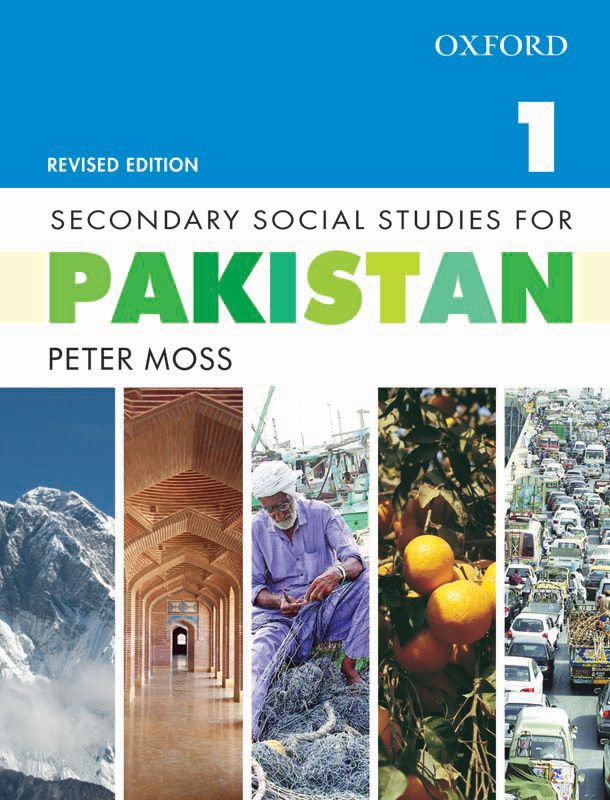 OXFORD
1
REVISED EDITION
SECONDARY SOCIAL STUDIES FOR
PAKISTAN
PETER MOSS